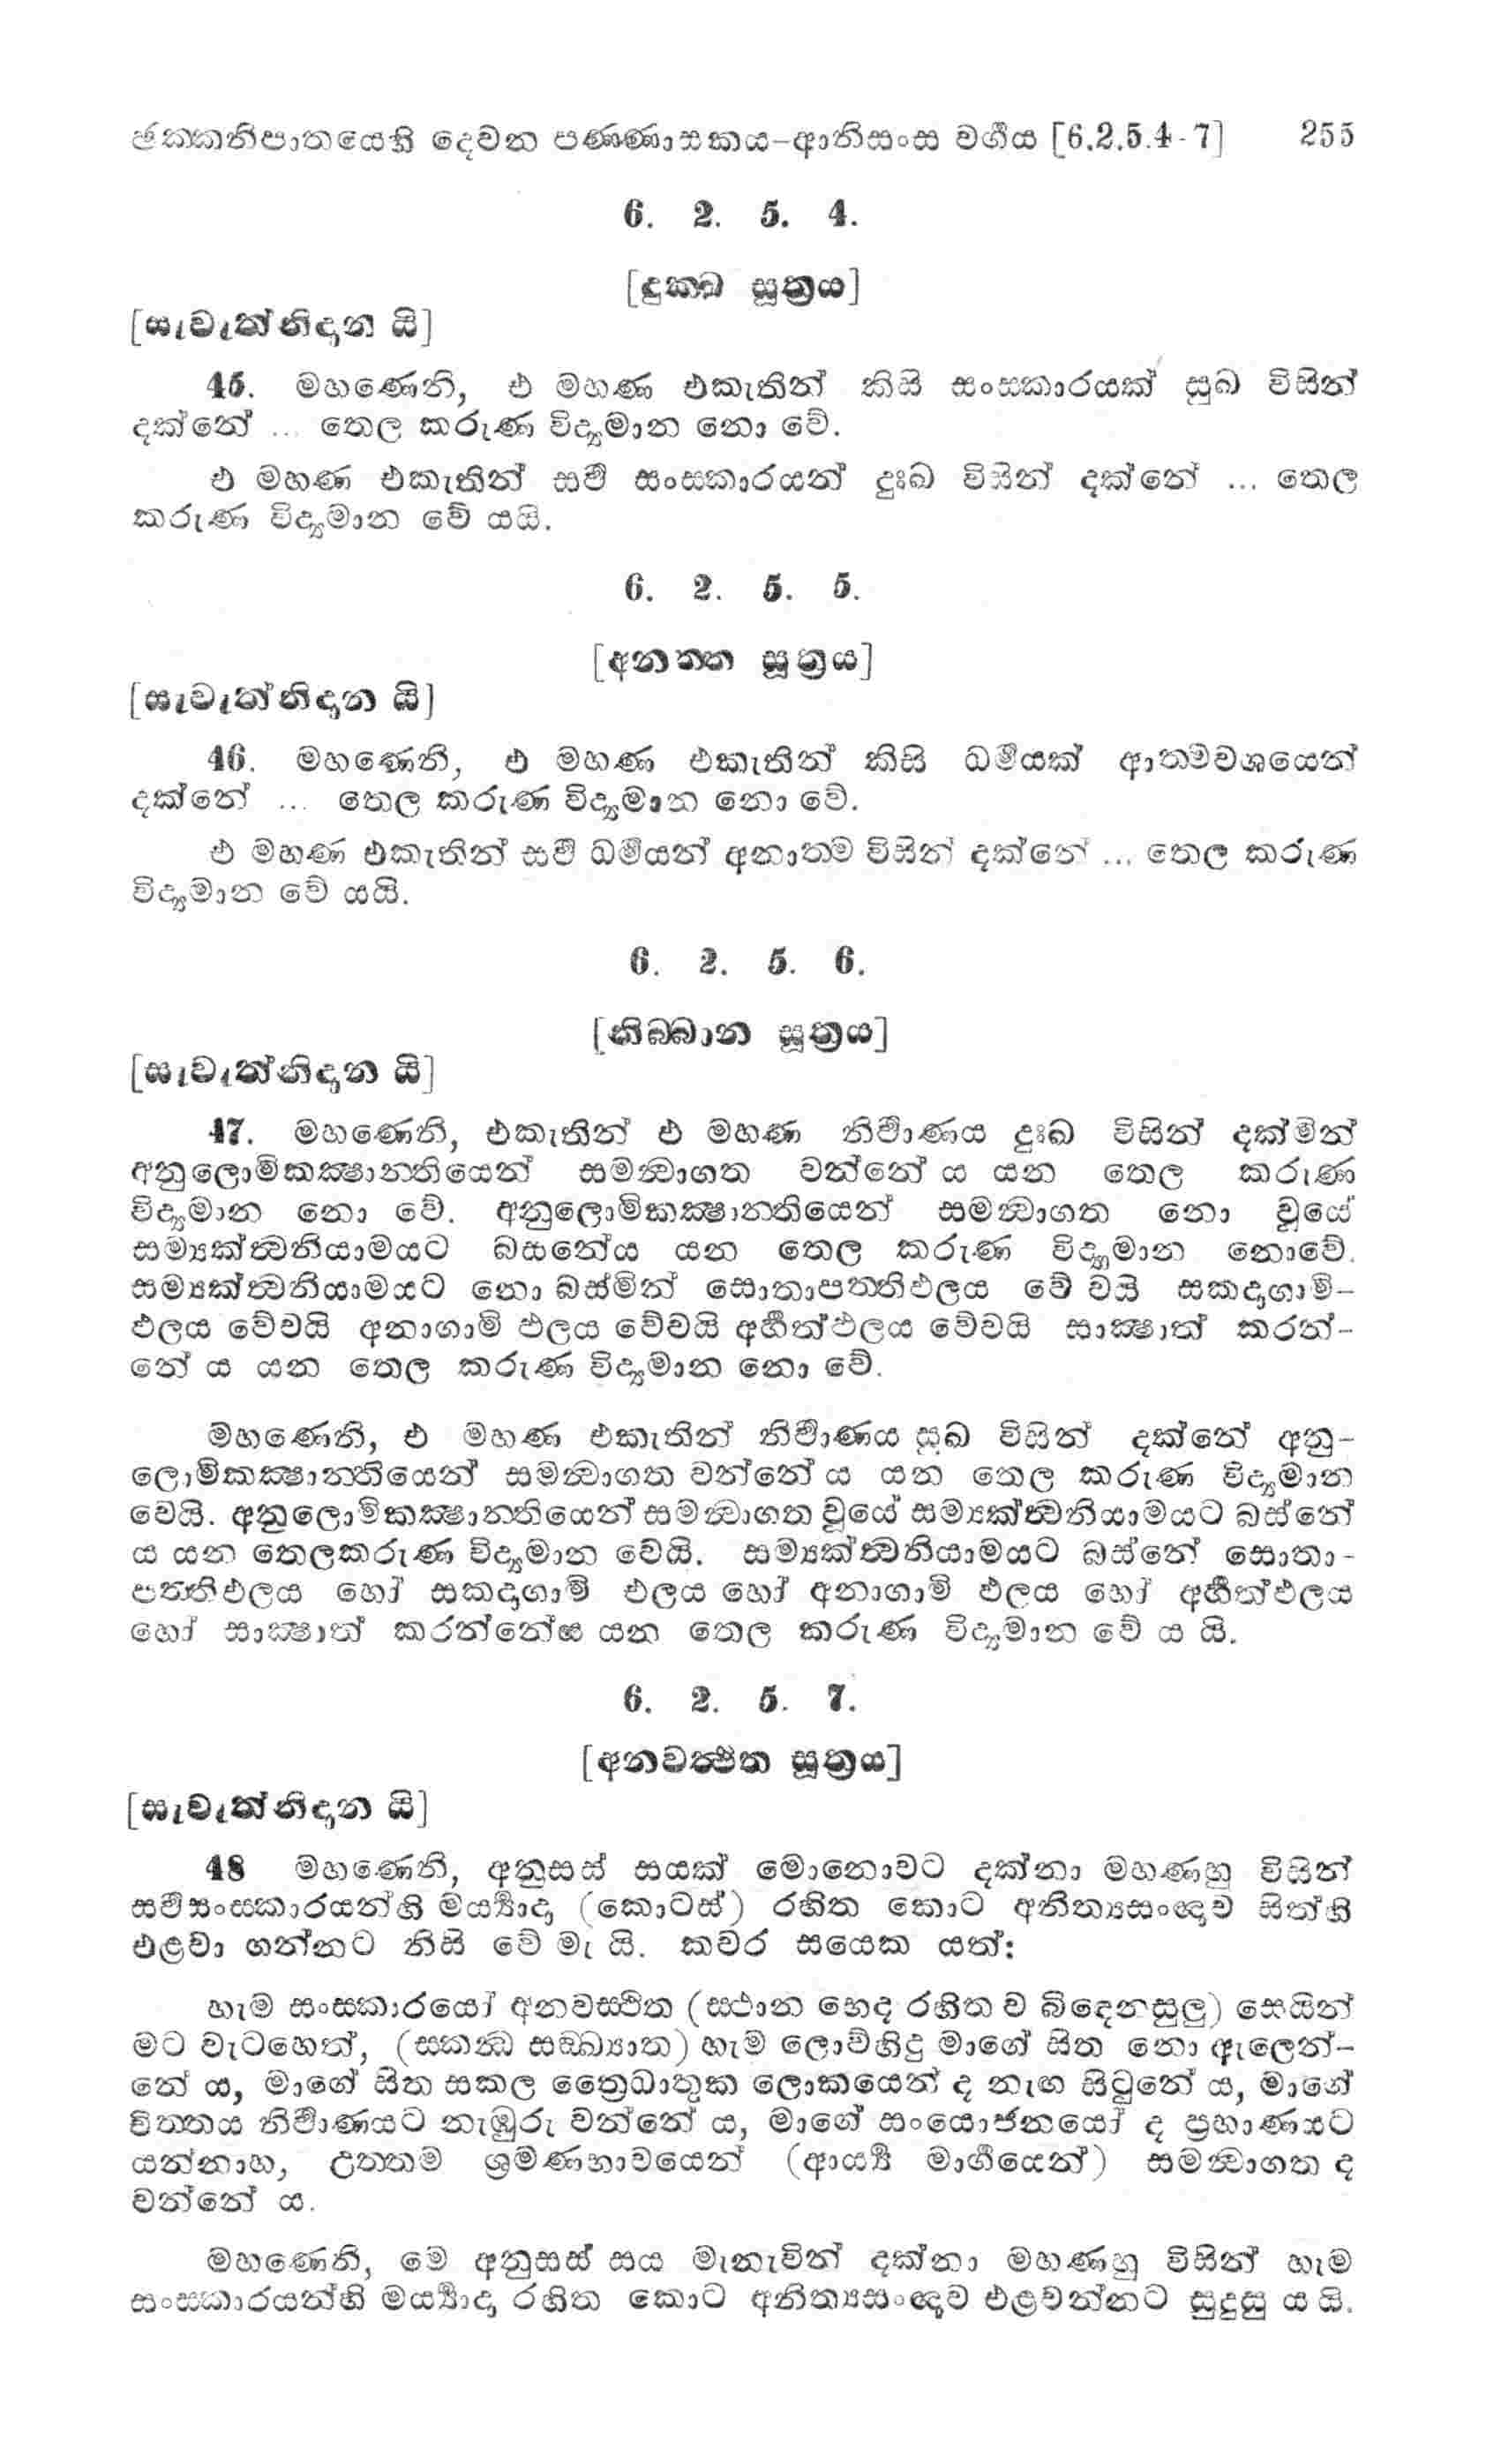 ඡක්කනිපාතයෙහි දෙවන පණ්ණාසකය-ආනිසංස වර්ගය [6.2.5.4-7] 255
6. 2. 5. 4.
[දුක්ඛ සූත්‍රය]
[සැවැත්නිදාන යි]
45. මහණෙනි, ඒ මහණ එකැතින් කිසි සංස්කාරයක් සුඛ විසින්
දක්නේ ... තෙල කරුණ විද්‍යමාන නො වේ.
ඒ මහණ එකැතින් සර්‍ව සංස්කාරයන් දුඃඛ විසින් දක්නේ ... තෙල
කරුණ විද්‍යමාන වේ යයි.
6. 2. 5. 5.
[අනත්ත සූත්‍රය]
[සැවැත්නිදාන යි]
46. මහණෙනි, ඒ මහණ එකැතින් කිසි ධර්‍මයක් ආත්මවශයෙන්
දක්නේ ... තෙල කරුණ විද්‍යමාන නො වේ.
ඒ මහණ එකැතින් සර්‍ව ධර්‍මයන් අනාත්ම විසින් දක්නේ ... තෙල කරුණ
විද්‍යමාන වේ යයි.
6. 2. 5. 6.
[නිබ්බාන සූත්‍රය]
[සැවැත්නිදාන යි]
47. මහණෙනි, එකැතින් ඒ මහණ නිර්‍වාණය දුඃඛ විසින් දක්මින්
අනුලොමිකක්‍ෂාන්තියෙන් සමන්‍වාගත වන්නේ ය යන තෙල කරුණ
විද්‍යමාන නො වේ. අනුලොමිකක්‍ෂාන්තියෙන් සමන්‍වාගත නො වූයේ
සම්‍යක්ත්‍වනියාමයට බසනේය යන තෙල කරුණ විද්‍යමාන නොවේ.
සම්‍යක්ත්‍වනියාමයට නො බස්මින් සොතාපත්තිඵලය වේ වයි සකදාගාමි-
ඵලය වේවයි අනාගාමි ඵලය වේවයි අර්‍හත්ඵලය වේවයි සාක්‍ෂාත් කරන්-
නේ ය යන තෙල කරුණ විද්‍යමාන නො වේ.
මහණෙනි, ඒ මහණ එකැතින් නිර්‍වාණය සුඛ විසින් දක්නේ අනු-
ලොමිකක්‍ෂාන්තියෙන් සමන්‍වාගත වන්නේ ය යන තෙල කරුණ විද්‍යමාන
වෙයි. අනුලොමිකක්‍ෂාන්තියෙන් සමන්‍වාගත වූයේ සම්‍යක්ත්‍වනියාමයට බස්නේ
ය යන තෙලකරුණ විද්‍යමාන වෙයි. සම්‍යක්ත්‍වනියාමයට බස්නේ සොතා-
පත්තිඵලය හෝ සකදාගාමි ඵලය හෝ අනාගාමි ඵලය හෝ අර්‍හත්ඵලය
හෝ සාක්‍ෂාත් කරන්නේය යන තෙල කරුණ විද්‍යමාන වේ ය යි.
6. 2. 5. 7.
[අනවත්ථිත සූත්‍රය]
[සැවැත්නිදාන යි]
48 මහණෙනි, අනුසස් සයක් මොනොවට දක්නා මහණහු විසින්
සර්‍වසංස්කාරයන්හි මර්‍ය්‍යාදා (කොටස්) රහිත කොට අනිත්‍යසංඥාව සිත්හි
එළවා ගන්නට නිසි වේ මැ යි. කවර සයෙක යත්:
හැම සංස්කාරයෝ අනවස්ථිත (ස්ථාන භෙද රහිත ව බිඳෙනසුලු) සෙයින්
මට වැටහෙත්, (ස්කන්‍ධ සඞ්ඛ්‍යාත) හැම ලොව්හිදු මාගේ සිත නො ඇලෙන්-
නේ ය, මාගේ සිත සකල ත්‍රෛධාතුක ලොකයෙන් ද නැඟ සිටුනේ ය, මාගේ
චිත්තය නිර්‍වාණයට නැඹුරු වන්නේ ය, මාගේ සංයොජනයෝ ද ප්‍රහාණයට
යන්නාහ, උත්තම ශ්‍රමණභාවයෙන් (ආර්‍ය්‍ය මාර්‍ගයෙන්) සමන්‍වාගත ද
වන්නේ ය.
මහණෙනි, මේ අනුසස් සය මැනැවින් දක්නා මහණහු විසින් හැම
සංස්කාරයන්හි මර්‍ය්‍යාදා රහිත කොට අනිත්‍යසංඥාව එළවන්නට සුදුසු ය යි.